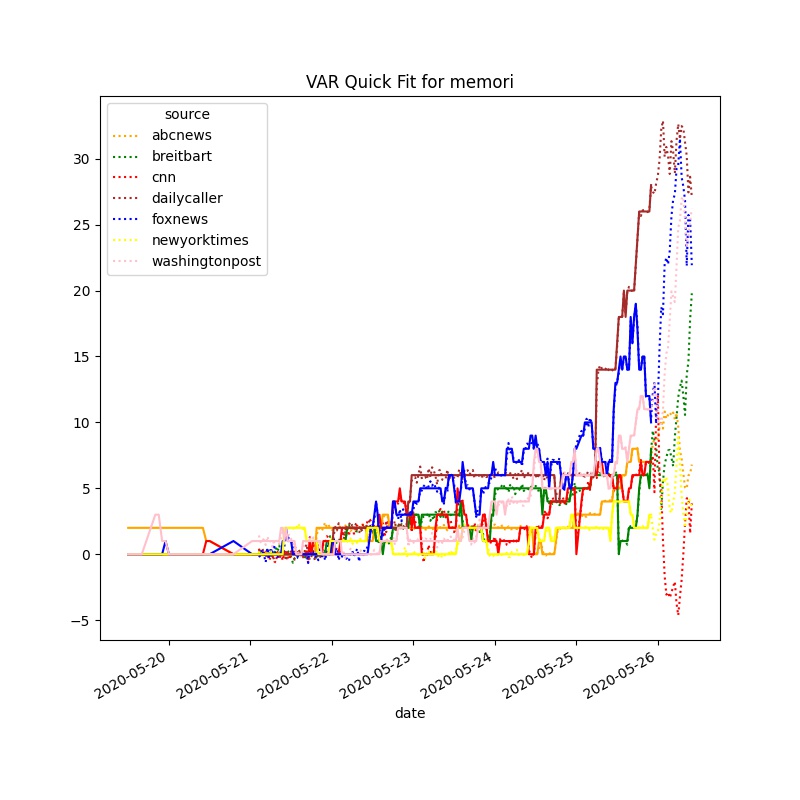 VAR Quick Fit for memori
source
abcnews
breitbart
cnn
dailycaller
foxnews
newyorktimes
washingtonpost
30
25
20
15
10
5
0
−5
2020-05-20
2020-05-21
2020-05-22
2020-05-23
2020-05-24
2020-05-25
2020-05-26
date